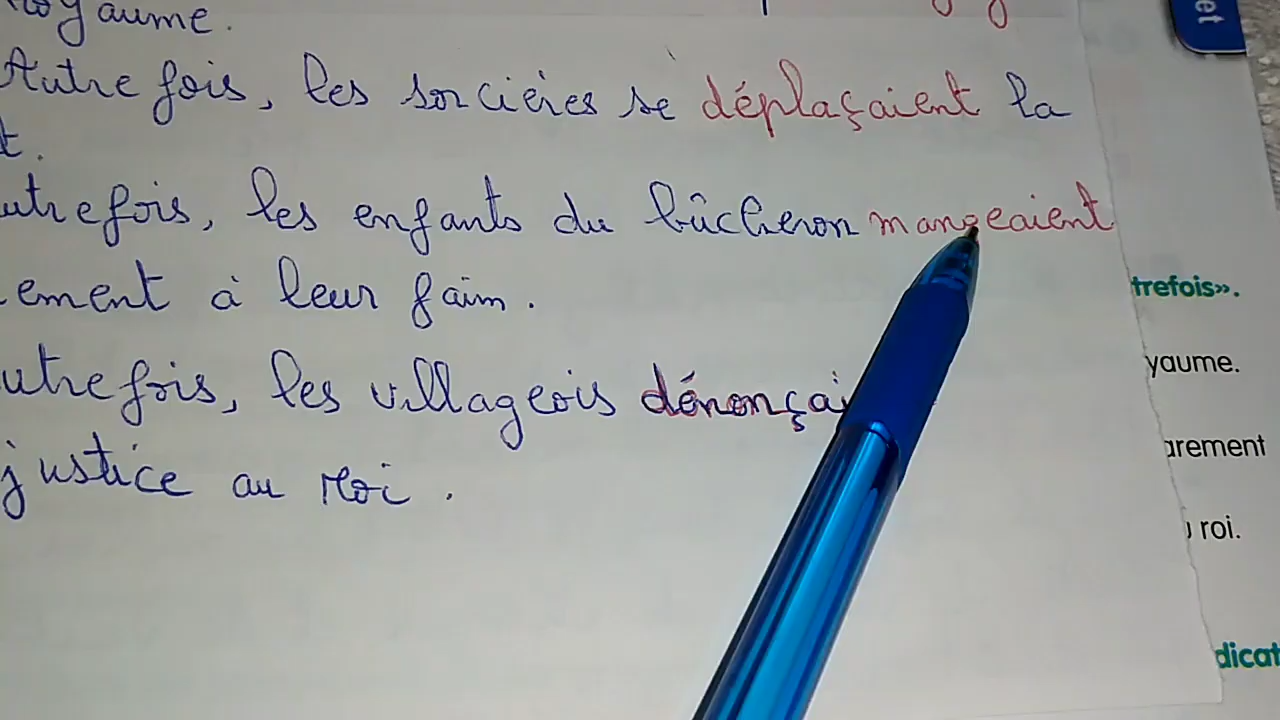 royaume.
Autrefois, les sorcières se déplaçaient la
t.
utrefois, les enfants du bûcheron mangeaient
ement à leur faim.
utrefois, les villageois dénonçai
justice au roi.
et
trefois».
yaume.
arement
roi.
dicat